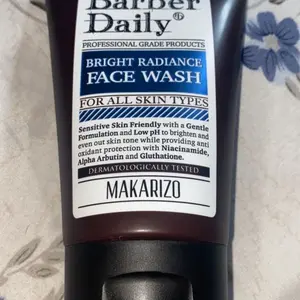 Barber
Daily®
PROFESSIONAL GRADE PRODUCTS
BRIGHT RADIANCE
FACE WASH
FOR ALL SKIN TYPES
Sensitive Skin Friendly with a Gentle
Formulation and Low pH to brighten and
even out skin tone while providing anti
oxidant protection with Niacinamide,
Alpha Arbutin and Gluthatione.
DERMATOLOGICALLY TESTED
MAKARIZO